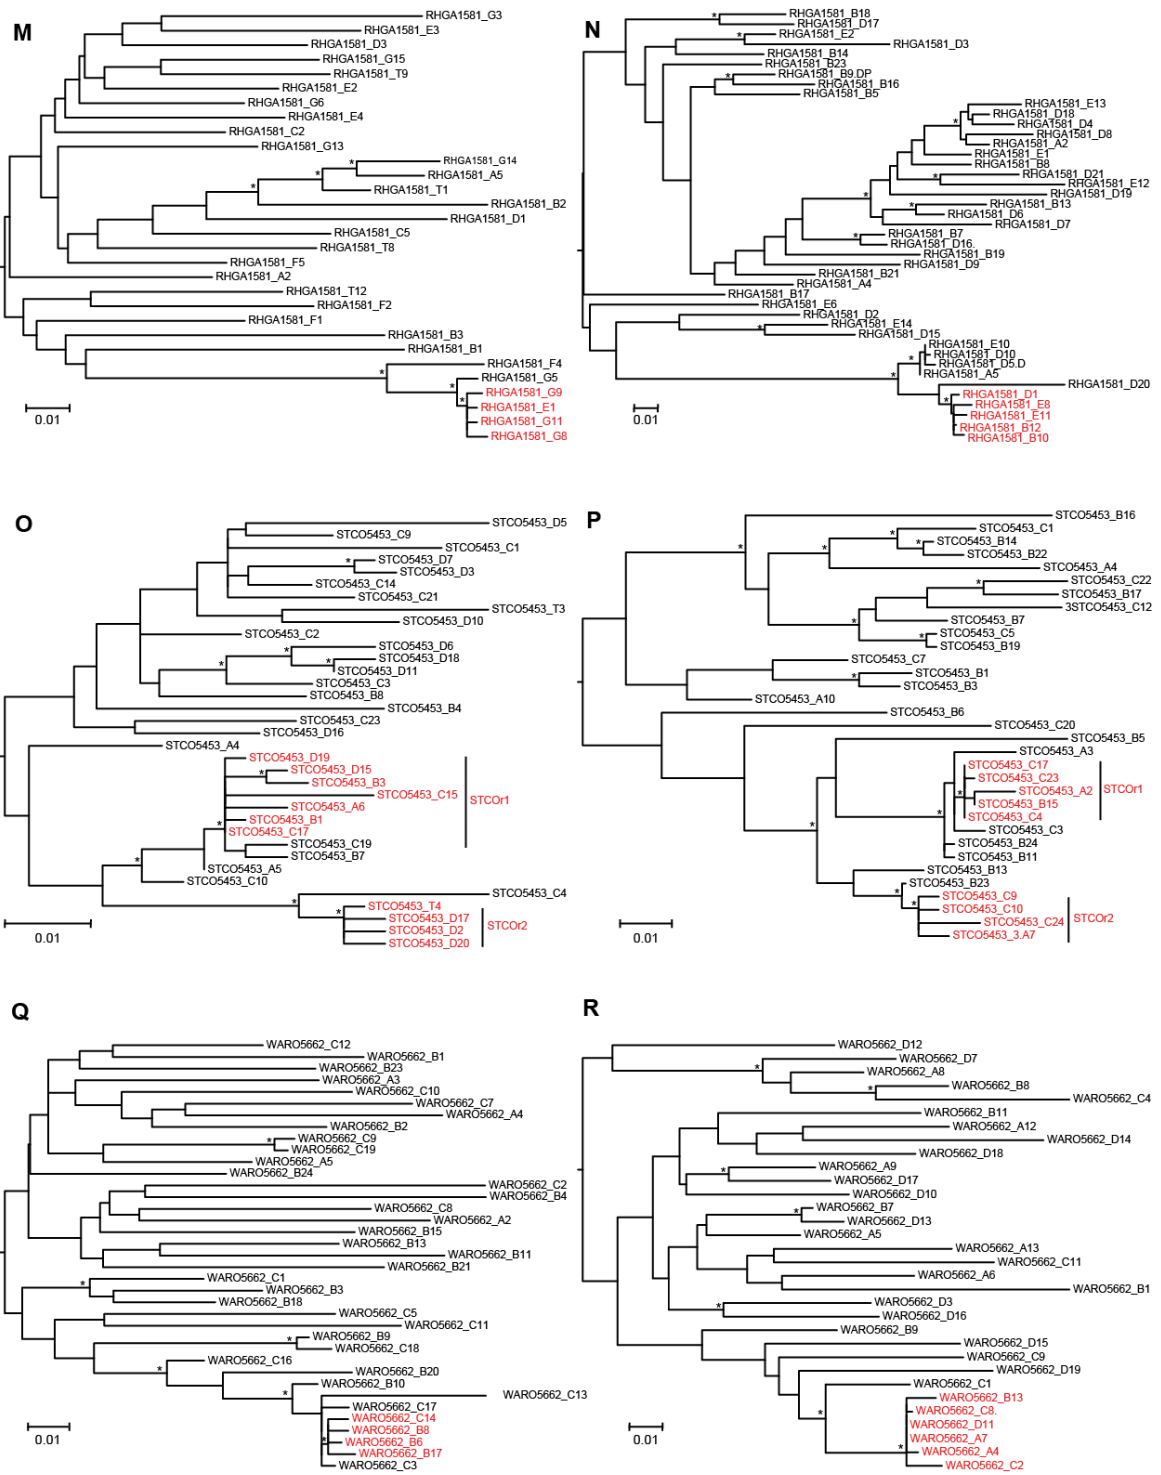 M
RHGA1581_G3
RHGA1581_E3
RHGA1581_D3
RHGA1581_G15
RHGA1581_T9
RHGA1581_E2
RHGA1581_G6
RHGA1581_E4
RHGA1581_C2
RHGA1581_G13
* RHGA1581_G14
* RHGA1581_A5
* RHGA1581_T1
RHGA1581_B2
RHGA1581_D1
RHGA1581_C5
RHGA1581_T8
RHGA1581_F5
RHGA1581_A2
RHGA1581_T12
RHGA1581_F2
RHGA1581_F1
RHGA1581_B3
RHGA1581_B1
RHGA1581_F4
* RHGA1581_G5
RHGA1581_G9
* RHGA1581_E1
RHGA1581_G11
RHGA1581_G8
0.01
N
* RHGA1581_B18
RHGA1581_D17
* RHGA1581_E2
RHGA1581_D3
RHGA1581_B14
RHGA1581_B23
* RHGA1581_B9.DP
RHGA1581_B16
RHGA1581_B5
RHGA1581_E13
RHGA1581_D18
* RHGA1581_D4
RHGA1581_D8
RHGA1581_A2
RHGA1581_E1
RHGA1581_B8
* RHGA1581_D21
RHGA1581_E12
* RHGA1581_D19
* RHGA1581_B13
RHGA1581_D6
RHGA1581_D7
* RHGA1581_B7
RHGA1581_D16.
RHGA1581_B19
RHGA1581_D9
RHGA1581_B21
RHGA1581_A4
RHGA1581_B17
RHGA1581_E6
RHGA1581_D2
* RHGA1581_E14
RHGA1581_D15
RHGA1581_E10
* RHGA1581_D10
RHGA1581_D5.D
* RHGA1581_A5
RHGA1581_D20
* RHGA1581_D1
RHGA1581_E8
RHGA1581_E11
RHGA1581_B12
RHGA1581_B10
0.01
O
STCO5453_D5
STCO5453_C9
STCO5453_C1
* STCO5453_D7
STCO5453_D3
STCO5453_C14
STCO5453_C21
STCO5453_T3
STCO5453_D10
STCO5453_C2
* STCO5453_D6
* * STCO5453_D18
STCO5453_D11
STCO5453_C3
STCO5453_B8
STCO5453_B4
STCO5453_C23
STCO5453_D16
STCO5453_A4
STCO5453_D19
* STCO5453_D15
STCO5453_B3
STCO5453_C15
STCOr1
STCO5453_A6
STCO5453_B1
* STCO5453_C17
STCO5453_C19
STCO5453_B7
* STCO5453_A5
STCO5453_C10
STCO5453_C4
* STCO5453_T4
* STCO5453_D17
STCOr2
STCO5453_D2
STCO5453_D20
0.01
P
STCO5453_B16
STCO5453_C1
* * * STCO5453_B14
* STCO5453_B22
STCO5453_A4
* STCO5453_C22
STCO5453_B17
3STCO5453_C12
* STCO5453_B7
* STCO5453_C5
STCO5453_B19
STCO5453_C7
* STCO5453_B1
STCO5453_B3
STCO5453_A10
STCO5453_B6
STCO5453_C20
STCO5453_B5
STCO5453_A3
STCO5453_C17
STCO5453_C23
* STCO5453_A2
STCOr1
STCO5453_B15
* STCO5453_C4
* STCO5453_C3
STCO5453_B24
STCO5453_B11
STCO5453_B13
* STCO5453_B23
* STCO5453_C9
STCO5453_C10
STCOr2
STCO5453_C24
STCO5453_3.A7
0.01
Q
WARO5662_C12
WARO5662_B1
WARO5662_B23
WARO5662_A3
WARO5662_C10
WARO5662_C7
WARO5662_A4
WARO5662_B2
* WARO5662_C9
WARO5662_C19
WARO5662_A5
WARO5662_B24
WARO5662_C2
WARO5662_B4
WARO5662_C8
WARO5662_A2
WARO5662_B15
WARO5662_B13
WARO5662_B11
WARO5662_B21
* WARO5662_C1
WARO5662_B3
WARO5662_B18
WARO5662_C5
WARO5662_C11
* WARO5662_B9
WARO5662_C18
* WARO5662_C16
WARO5662_B20
* WARO5662_B10
WARO5662_C13
WARO5662_C17
WARO5662_C14
WARO5662_B8
* WARO5662_B6
WARO5662_B17
WARO5662_C3
0.01
R
WARO5662_D12
* WARO5662_D7
WARO5662_A8
* WARO5662_B8
WARO5662_C4
WARO5662_B11
WARO5662_A12
WARO5662_D14
WARO5662_D18
* WARO5662_A9
WARO5662_D17
WARO5662_D10
* WARO5662_B7
WARO5662_D13
WARO5662_A5
WARO5662_A13
WARO5662_C11
WARO5662_A6
WARO5662_B1
* WARO5662_D3
WARO5662_D16
WARO5662_B9
WARO5662_D15
WARO5662_C9
WARO5662_D19
WARO5662_C1
WARO5662_B13
* WARO5662_C8.
WARO5662_D11
WARO5662_A7
* WARO5662_A4
WARO5662_C2
0.01